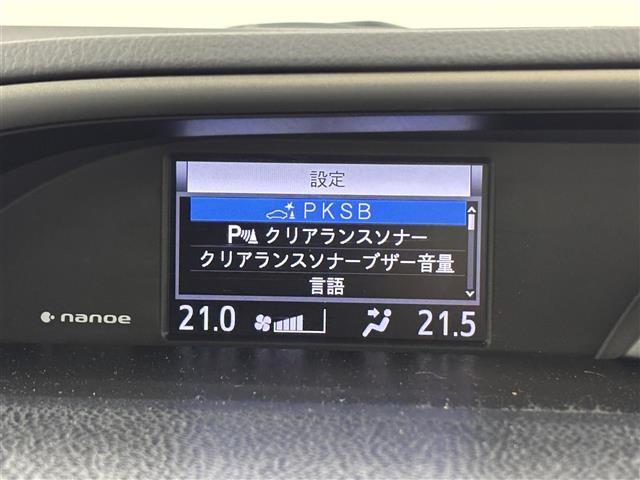 設定
PKSB
P クリアランスソナー
クリアランスソナーブザー音量
言語
nanoe
21.0 21.5